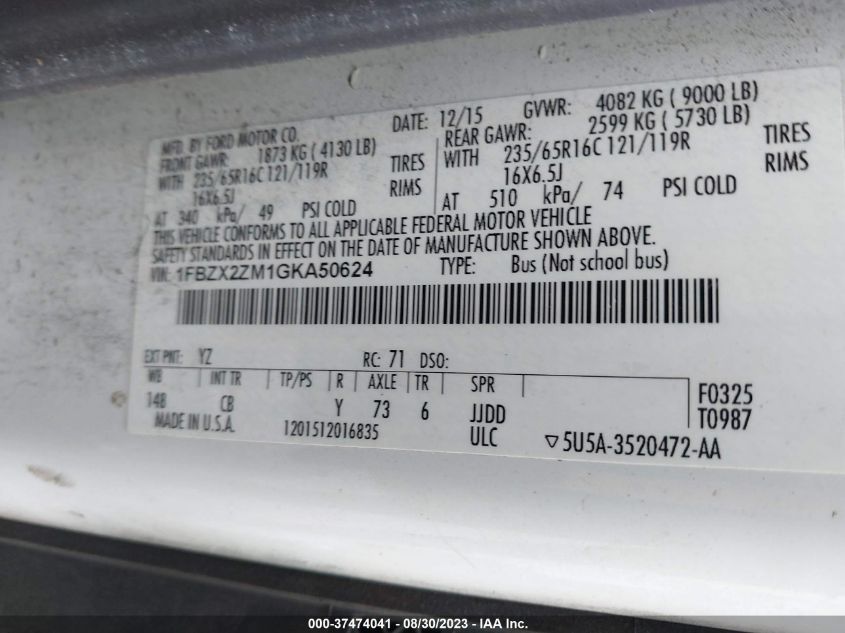 MFD. BY FORD MOTOR CO.
DATE: 12/15
GVWR: 4082 KG ( 9000 LB)
FRONT GAWR: 1873 KG ( 4130 LB)
REAR GAWR: 2599 KG ( 5730 LB)
WITH 235/65R16C 121/119R TIRES
WITH 235/65R16C 121/119R TIRES
16X6.5J RIMS
16X6.5J RIMS
AT 340 kPa/ 49 PSI COLD
AT 510 kPa/ 74 PSI COLD
THIS VEHICLE CONFORMS TO ALL APPLICABLE FEDERAL MOTOR VEHICLE
SAFETY STANDARDS IN EFFECT ON THE DATE OF MANUFACTURE SHOWN ABOVE.
VIN: 1FBZX2ZM1GKA50624 TYPE: Bus (Not school bus)
EXT PNT: YZ RC: 71 DSO:
WB INT TR TP/PS R AXLE TR SPR
148 CB Y 73 6 JJDD
F0325
T0987
MADE IN U.S.A. 1201512016835 ULC ▽5U5A-3520472-AA
000-37474041 - 08/30/2023 - IAA Inc.